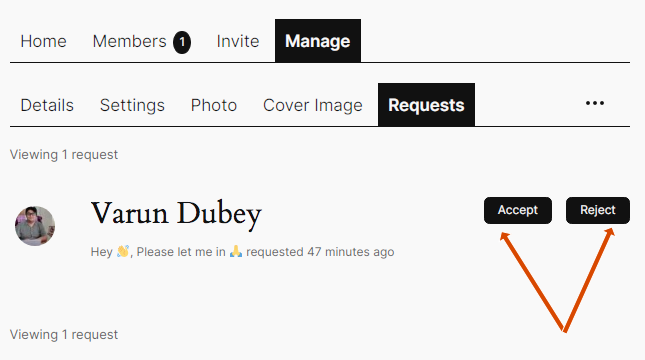 Home Members 1 Invite Manage
Details Settings Photo Cover Image Requests
Viewing 1 request
Varun Dubey Accept Reject
Hey 👋, Please let me in 🙏 requested 47 minutes ago
Viewing 1 request